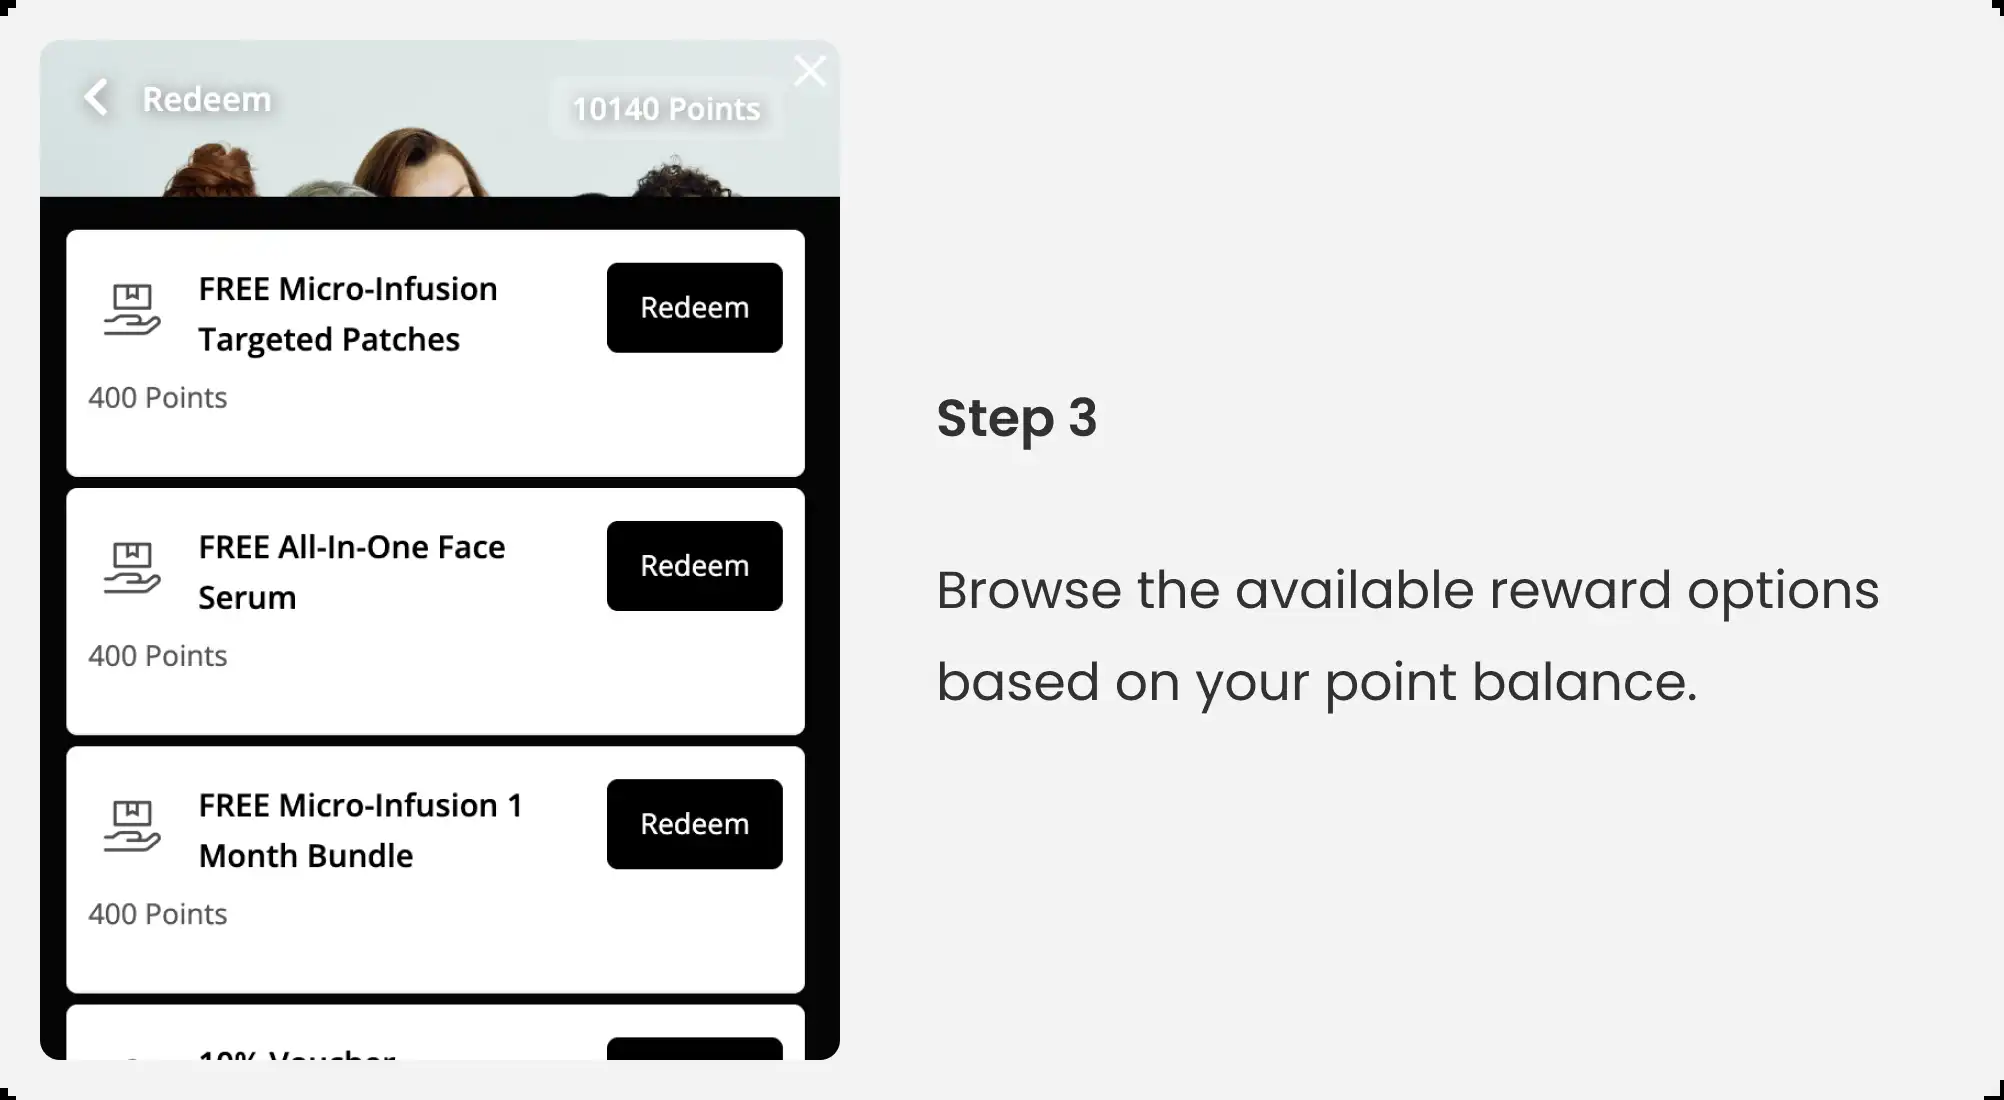 Redeem
10140 Points
FREE Micro-Infusion
Targeted Patches
Redeem
400 Points
FREE All-In-One Face
Serum
Redeem
400 Points
FREE Micro-Infusion 1
Month Bundle
Redeem
400 Points
10% Voucher
Step 3
Browse the available reward options
based on your point balance.